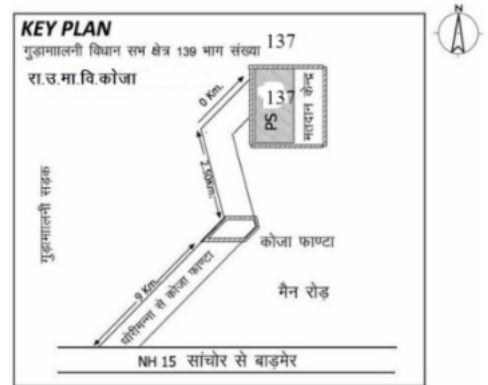 N
KEY PLAN
गुड़ामाालनी विधान सभ क्षेत्र 139 भाग संख्या 137
रा.उ.मा.वि.कोजा
0 Km.
137
PS
मतदान केन्द्र
2.50Km.
गुड़ामाालनी सडक
कोजा फाण्टा
9 Km.
धोरीमन्ना से कोजा फाण्टा
मैन रोड़
NH 15 सांचोर से बाड़मेर